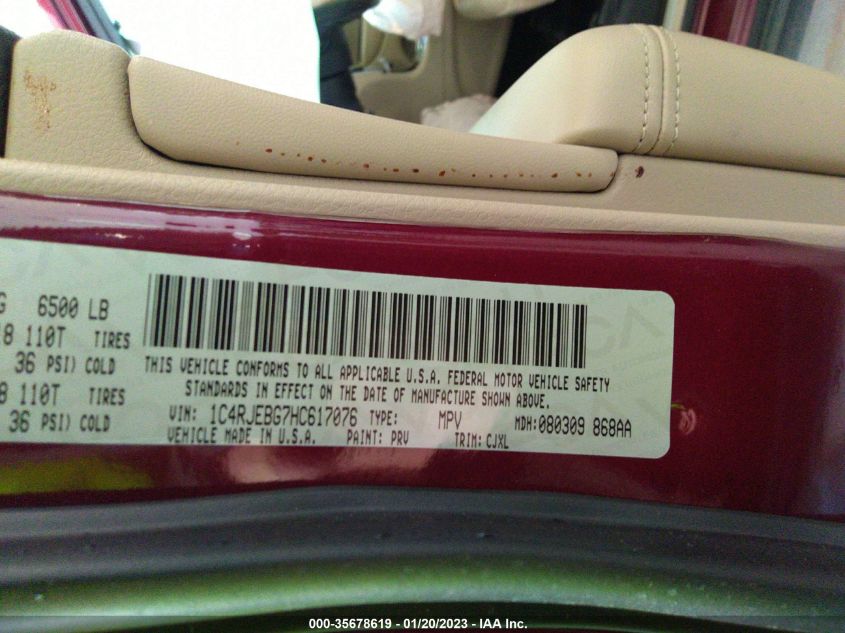 G 6500 LB
8 110T TIRES
36 PSI) COLD
8 110T TIRES
36 PSI) COLD
THIS VEHICLE CONFORMS TO ALL APPLICABLE U.S.A. FEDERAL MOTOR VEHICLE SAFETY
STANDARDS IN EFFECT ON THE DATE OF MANUFACTURE SHOWN ABOVE.
VIN: 1C4RJEBG7HC617076 TYPE: MPV MDH:080309 868AA
VEHICLE MADE IN U.S.A. PAINT: PRV TRIM: CJXL
000-35678619 — 01/20/2023 — IAA Inc.